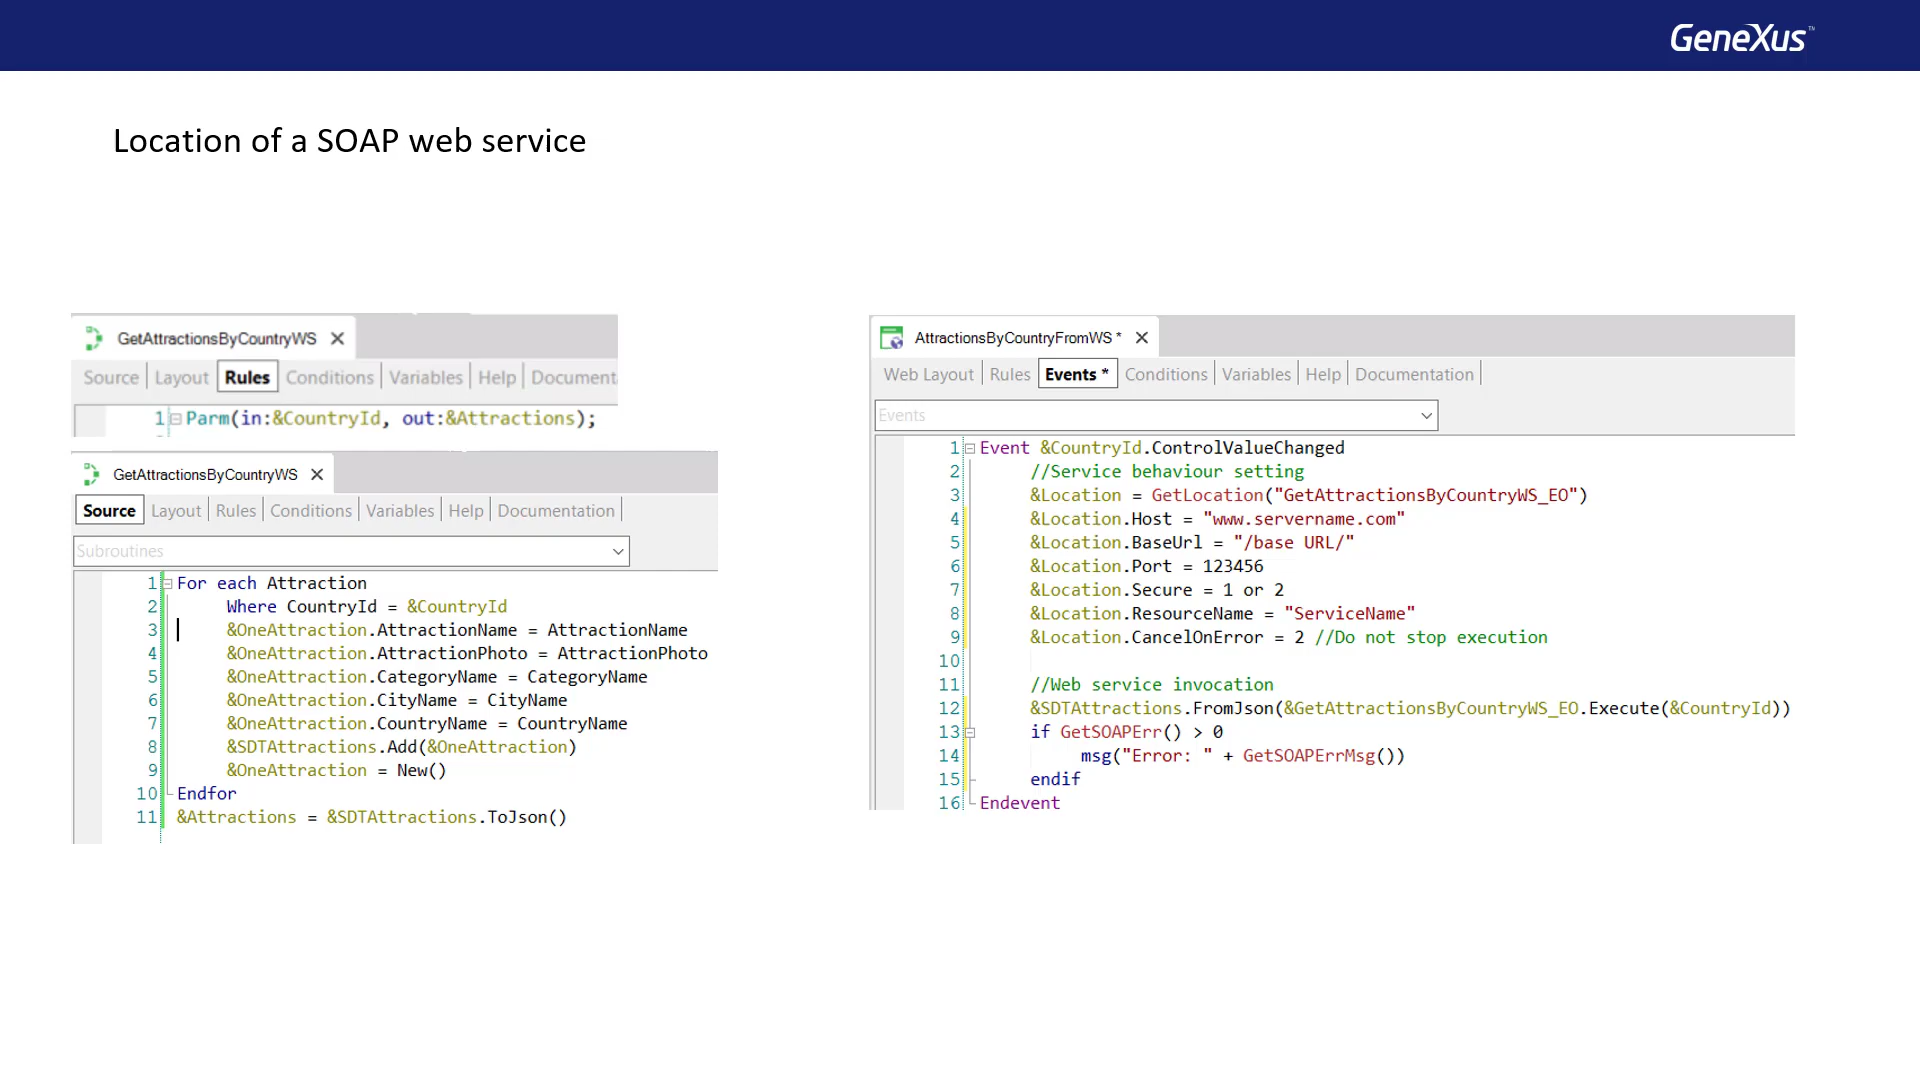 GeneXus™
Location of a SOAP web service
GetAttractionsByCountryWS
Source Layout Rules Conditions Variables Help Document
1 Parm(in:&CountryId, out:&Attractions);
GetAttractionsByCountryWS
Source Layout Rules Conditions Variables Help Documentation
Subroutines
1 For each Attraction
2 Where CountryId = &CountryId
3 &OneAttraction.AttractionName = AttractionName
4 &OneAttraction.AttractionPhoto = AttractionPhoto
5 &OneAttraction.CategoryName = CategoryName
6 &OneAttraction.CityName = CityName
7 &OneAttraction.CountryName = CountryName
8 &SDTAttractions.Add(&OneAttraction)
9 &OneAttraction = New()
10 Endfor
11 &Attractions = &SDTAttractions.ToJson()
AttractionsByCountryFromWS *
Web Layout Rules Events * Conditions Variables Help Documentation
Events
1 Event &CountryId.ControlValueChanged
2 //Service behaviour setting
3 &Location = GetLocation("GetAttractionsByCountryWS_EO")
4 &Location.Host = "www.servername.com"
5 &Location.BaseUrl = "/base URL/"
6 &Location.Port = 123456
7 &Location.Secure = 1 or 2
8 &Location.ResourceName = "ServiceName"
9 &Location.CancelOnError = 2 //Do not stop execution
10
11 //Web service invocation
12 &SDTAttractions.FromJson(&GetAttractionsByCountryWS_EO.Execute(&CountryId))
13 if GetSOAPErr() > 0
14 msg("Error: " + GetSOAPErrMsg())
15 endif
16 Endevent